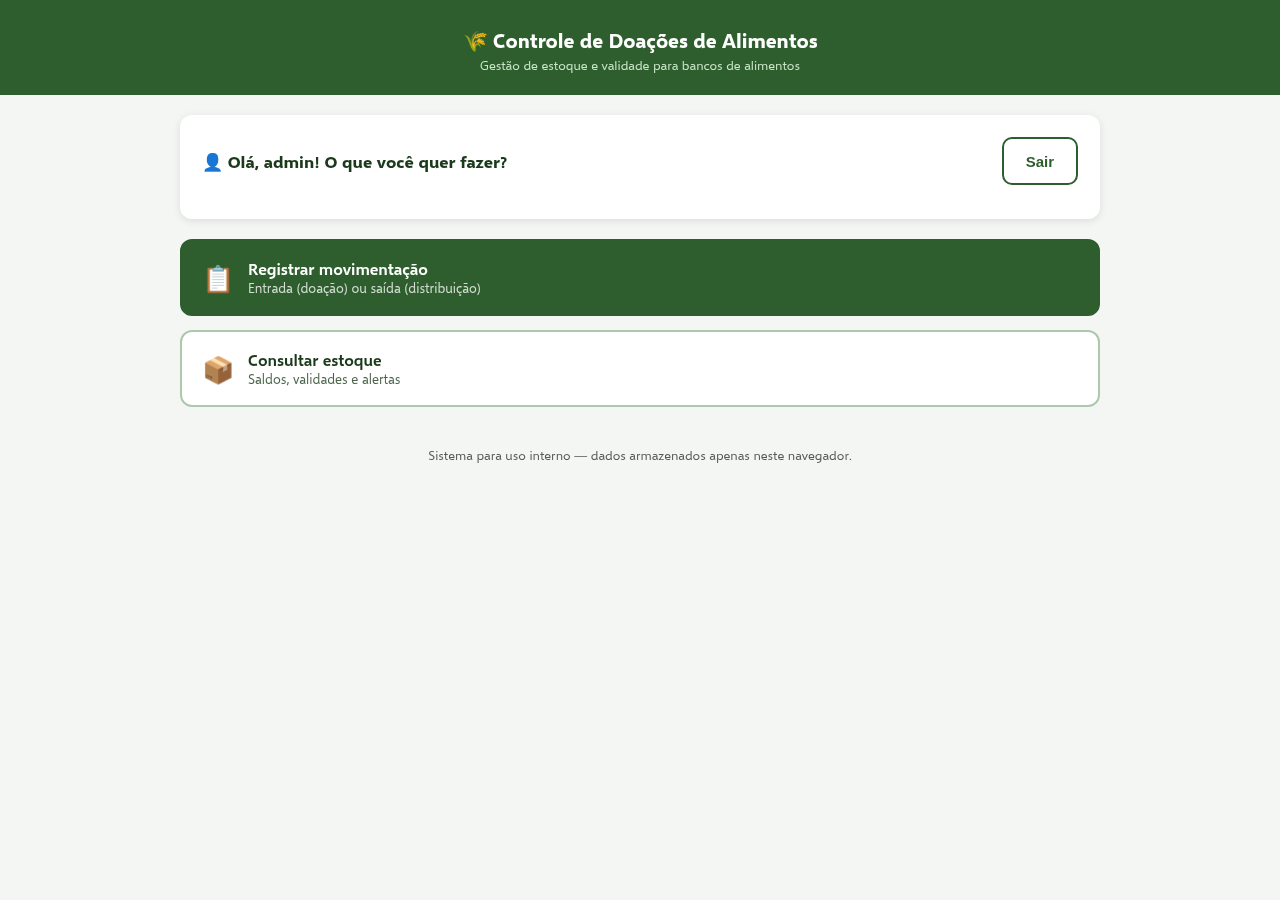 🌾 Controle de Doações de Alimentos
Gestão de estoque e validade para bancos de alimentos
👤 Olá, admin! O que você quer fazer?
Sair
Registrar movimentação
Entrada (doação) ou saída (distribuição)
Consultar estoque
Saldos, validades e alertas
Sistema para uso interno — dados armazenados apenas neste navegador.